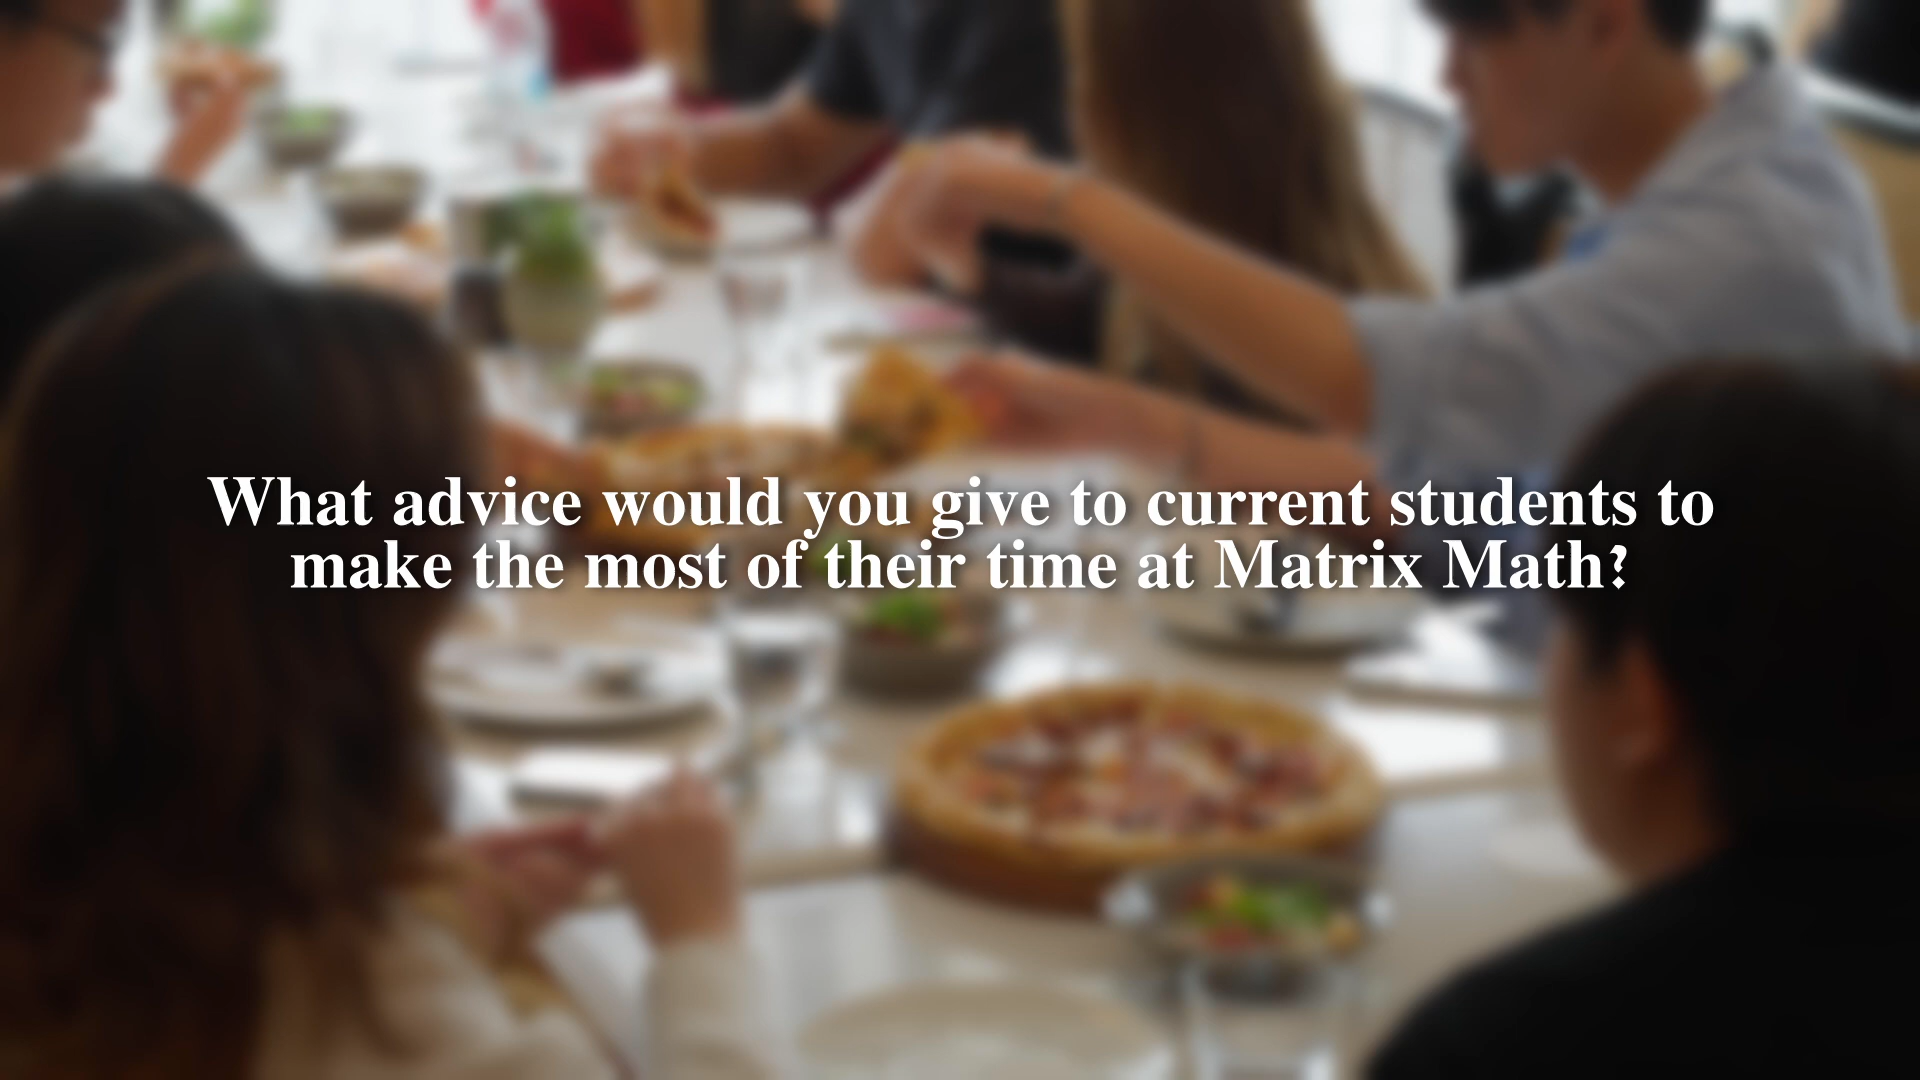 What advice would you give to current students to
make the most of their time at Matrix Math?